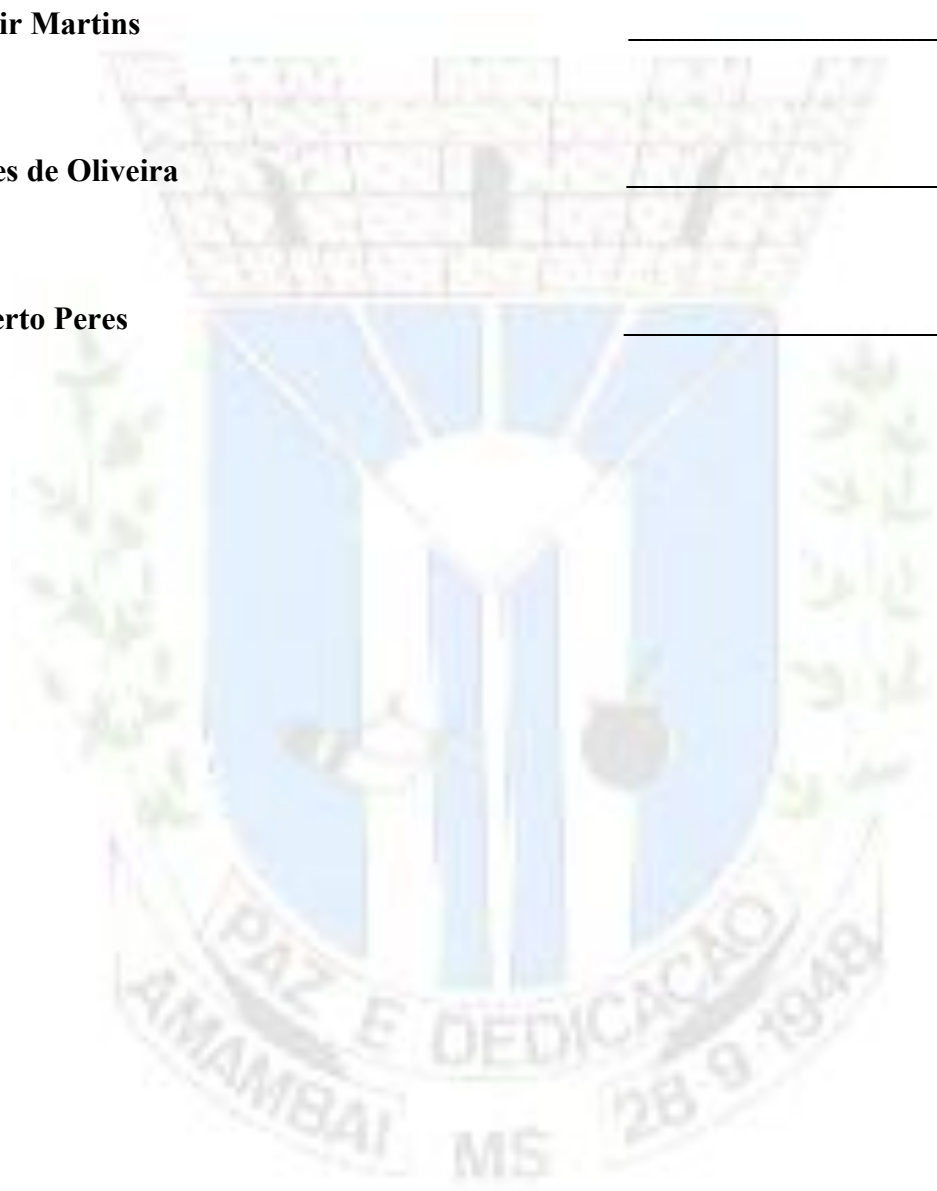 ir Martins
es de Oliveira
erto Peres
PAZ E DEDICAÇÃO
AMAMBAI MS 28 9 1948